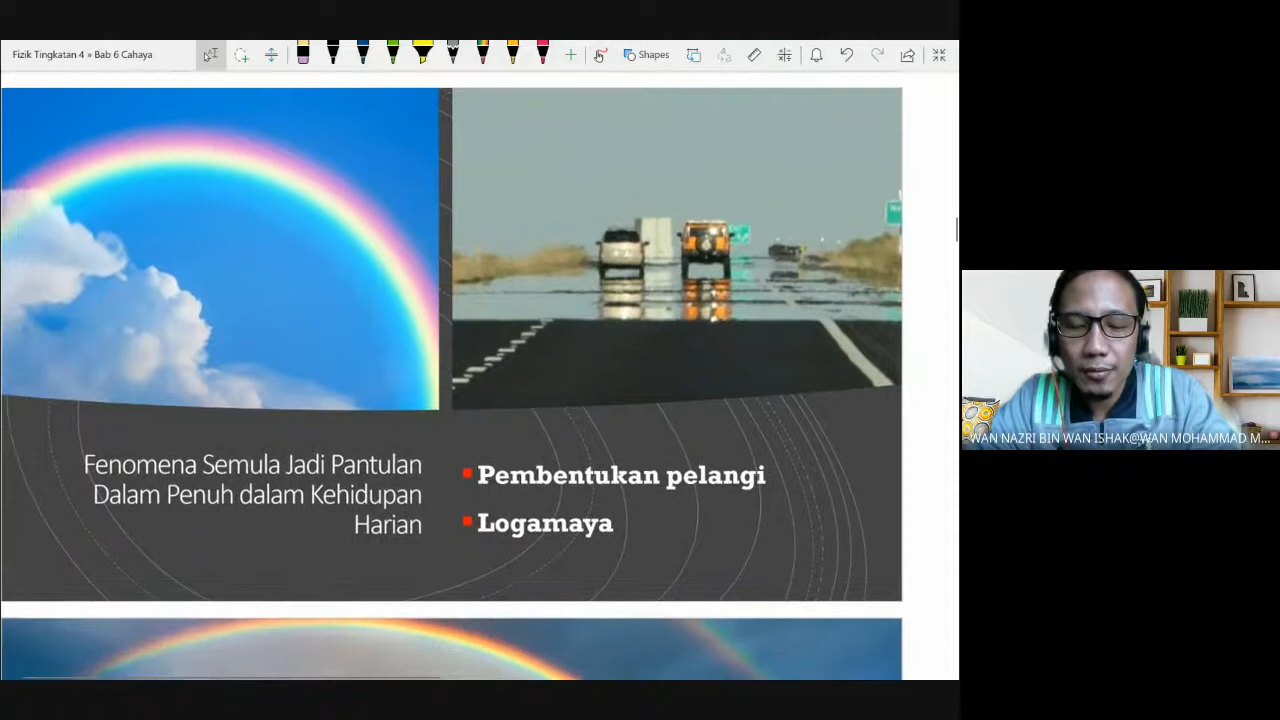 Fizik Tingkatan 4 » Bab 6 Cahaya
Shapes
Fenomena Semula Jadi Pantulan
Dalam Penuh dalam Kehidupan
Harian
Pembentukan pelangi
Logamaya
WAN NAZRI BIN WAN ISHAK@WAN MOHAMMAD M...